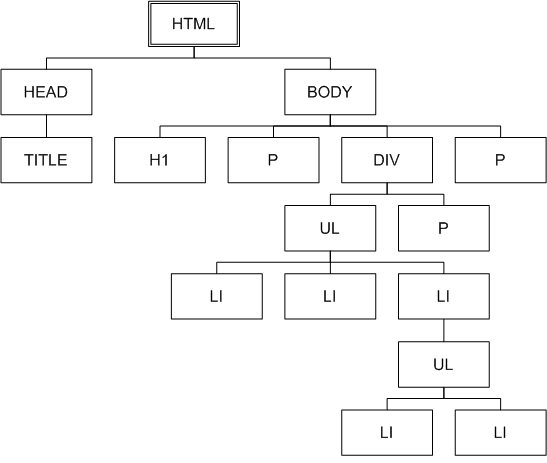 HTML
HEAD BODY
TITLE H1 P DIV P
UL P
LI LI LI
UL
LI LI